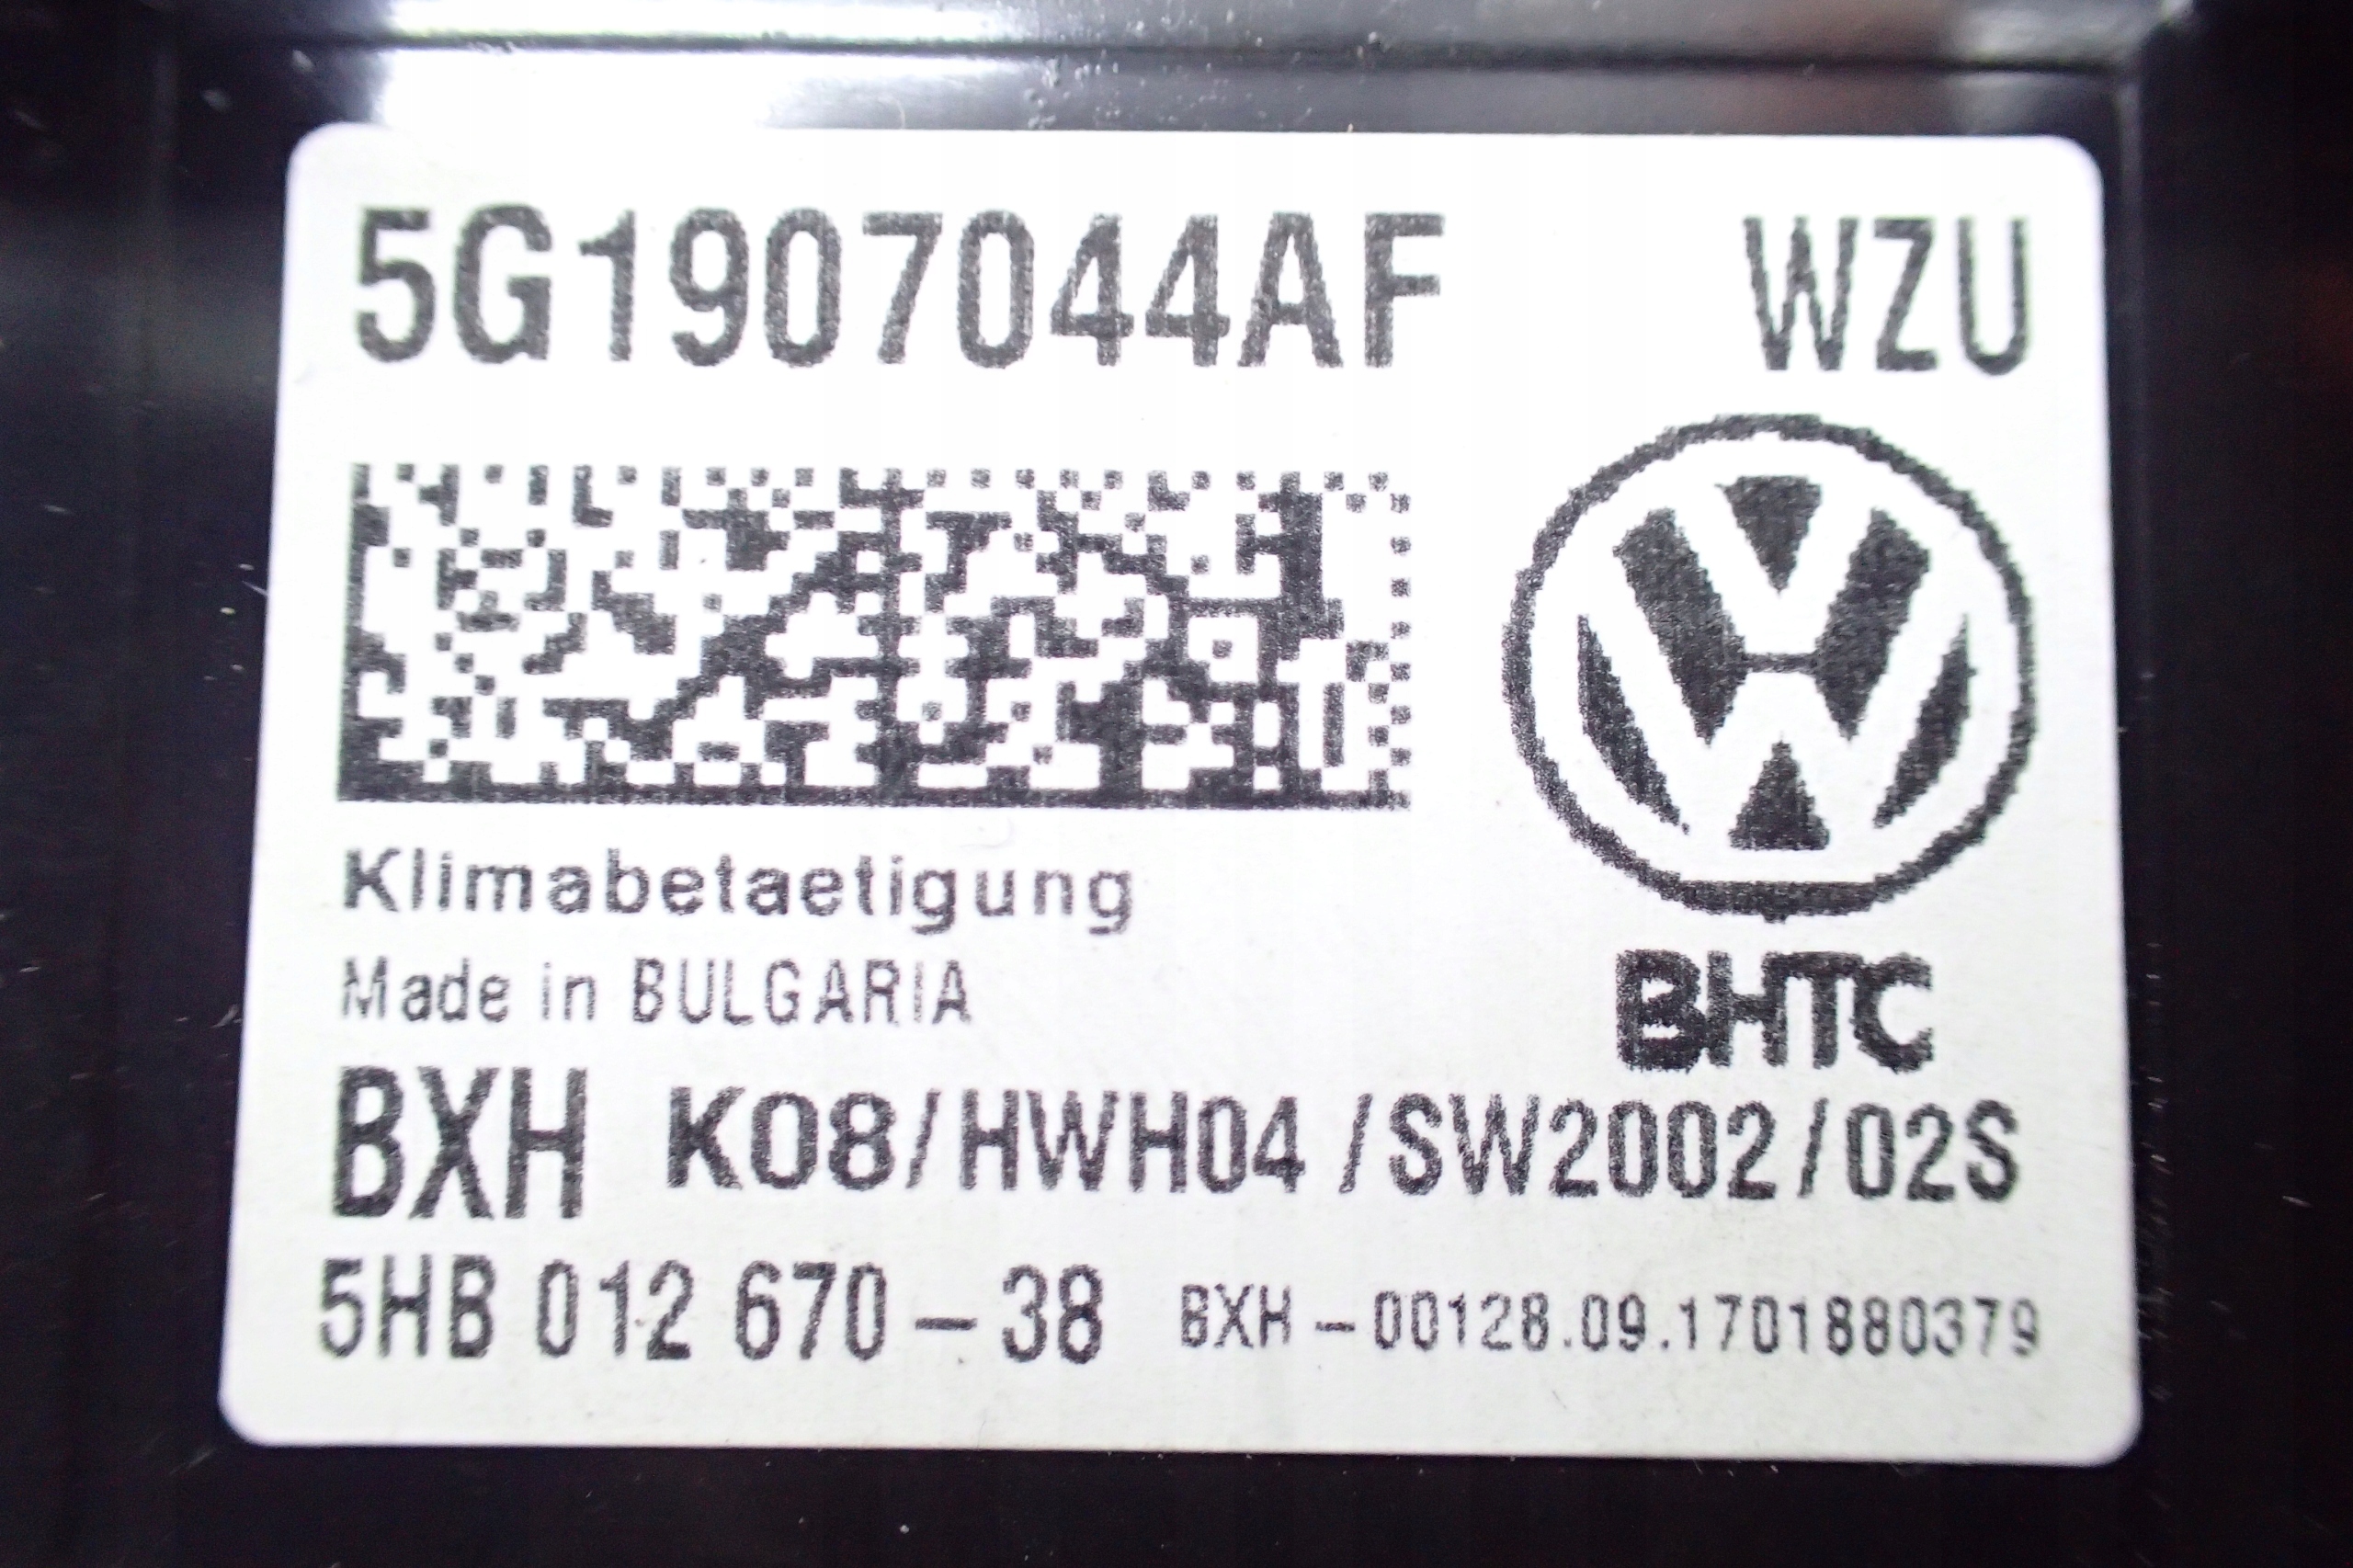 5G1907044AF WZU
Klimabetaetigung
Made in BULGARIA
BHTC
BXH K08/HWH04 /SW2002/02S
5HB 012 670-38 BXH-00128.09.1701880379